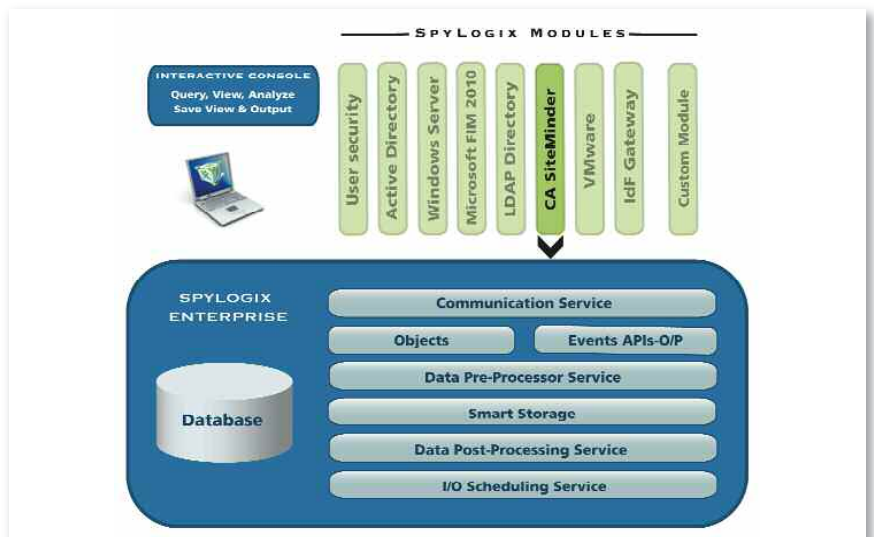 SPYLOGIX MODULES
INTERACTIVE CONSOLE
Query, View, Analyze
Save View & Output
User security
Active Directory
Windows Server
Microsoft FIM 2010
LDAP Directory
CA SiteMinder
VMware
IdF Gateway
Custom Module
SPYLOGIX
ENTERPRISE
Database
Communication Service
Objects
Events APIs-O/P
Data Pre-Processor Service
Smart Storage
Data Post-Processing Service
I/O Scheduling Service